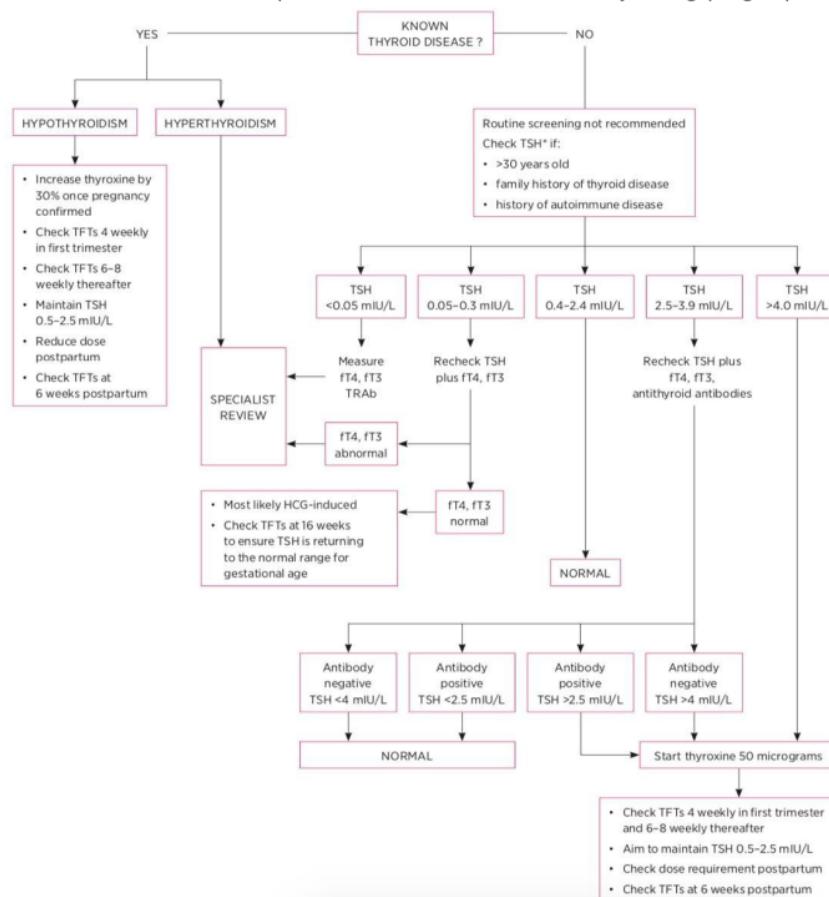 KNOWN
THYROID DISEASE ?
YES
NO
HYPOTHYROIDISM
HYPERTHYROIDISM
• Increase thyroxine by
30% once pregnancy
confirmed
• Check TFTs 4 weekly
in first trimester
• Check TFTs 6–8
weekly thereafter
• Maintain TSH
0.5–2.5 mIU/L
• Reduce dose
postpartum
• Check TFTs at
6 weeks postpartum
Routine screening not recommended
Check TSH* if:
• >30 years old
• family history of thyroid disease
• history of autoimmune disease
TSH
<0.05 mIU/L
TSH
0.05–0.3 mIU/L
TSH
0.4–2.4 mIU/L
TSH
2.5–3.9 mIU/L
TSH
>4.0 mIU/L
Measure
fT4, fT3
TRAb
Recheck TSH
plus fT4, fT3
Recheck TSH plus
fT4, fT3,
antithyroid antibodies
SPECIALIST
REVIEW
fT4, fT3
abnormal
fT4, fT3
normal
• Most likely HCG-induced
• Check TFTs at 16 weeks
to ensure TSH is returning
to the normal range for
gestational age
NORMAL
Antibody
negative
TSH <4 mIU/L
Antibody
positive
TSH <2.5 mIU/L
Antibody
positive
TSH >2.5 mIU/L
Antibody
negative
TSH >4 mIU/L
NORMAL
Start thyroxine 50 micrograms
• Check TFTs 4 weekly in first trimester
and 6–8 weekly thereafter
• Aim to maintain TSH 0.5–2.5 mIU/L
• Check dose requirement postpartum
• Check TFTs at 6 weeks postpartum